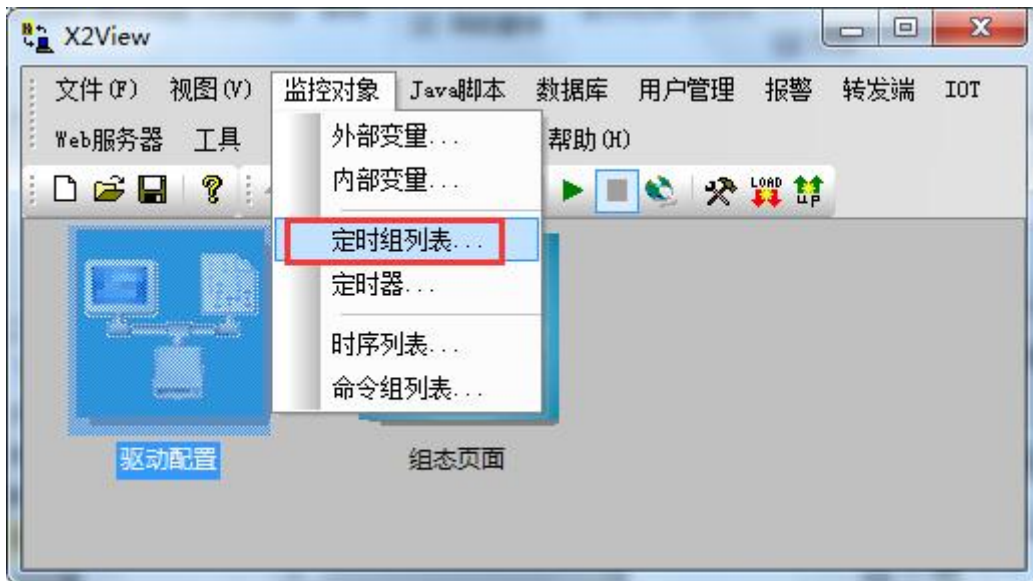 X2View
文件(F) 视图(V) 监控对象 Java脚本 数据库 用户管理 报警 转发端 IOT
Web服务器 工具 帮助(H)
外部变量...
内部变量...
定时组列表...
定时器...
时序列表...
命令组列表...
LOAD
UP
驱动配置 组态页面